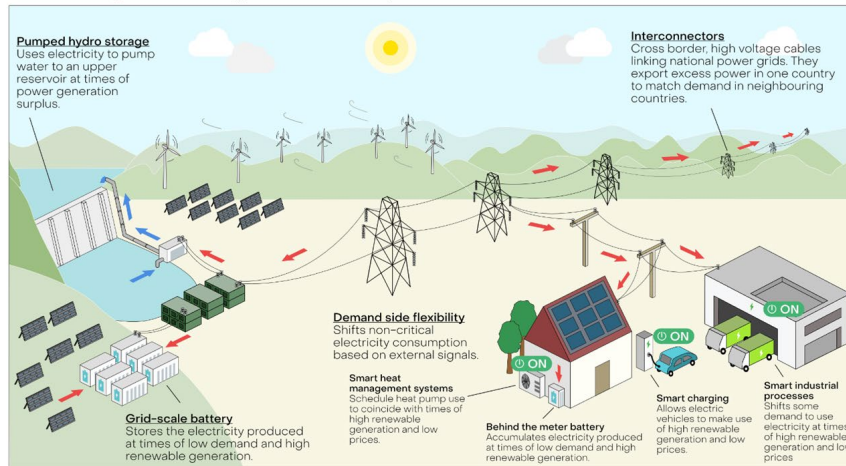 Pumped hydro storage
Uses electricity to pump
water to an upper
reservoir at times of
power generation
surplus.
Interconnectors
Cross border, high voltage cables
linking national power grids. They
export excess power in one country
to match demand in neighbouring
countries.
Demand side flexibility
Shifts non-critical
electricity consumption
based on external signals.
ON
ON
ON
Smart heat
management systems
Schedule heat pump use
to coincide with times of
high renewable
generation and low
prices.
Grid-scale battery
Stores the electricity produced
at times of low demand and high
renewable generation.
Behind the meter battery
Accumulates electricity produced
at times of low demand and high
renewable generation.
Smart charging
Allows electric
vehicles to make use
of high renewable
generation and low
prices.
Smart industrial
processes
Shifts some
demand to use
electricity at times
of high renewable
generation and low
prices